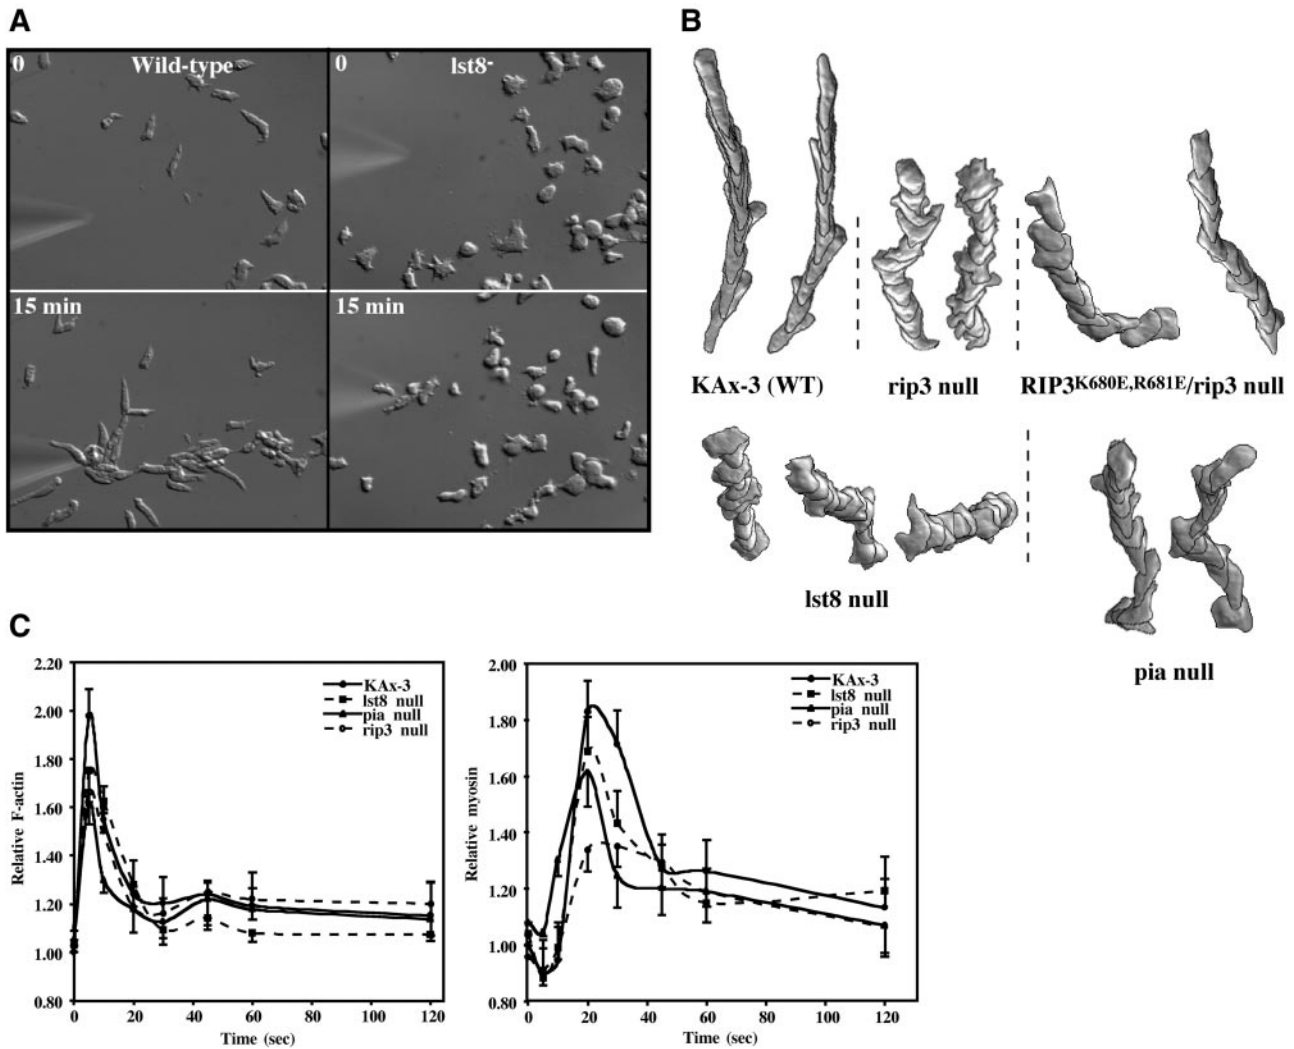 A
B
0 Wild-type
0 lst8-
15 min
15 min
KAx-3 (WT)
rip3 null
RIP3K680E,R681E/rip3 null
lst8 null
pia null
C
2.20
2.00
1.80
1.60
1.40
1.20
1.00
0.80
Relative F-actin
KAx-3
lst8 null
pia null
rip3 null
0 20 40 60 80 100 120
Time (sec)
2.00
1.80
1.60
1.40
1.20
1.00
0.80
Relative myosin
KAx-3
lst8 null
pia null
rip3 null
0 20 40 60 80 100 120
Time (sec)